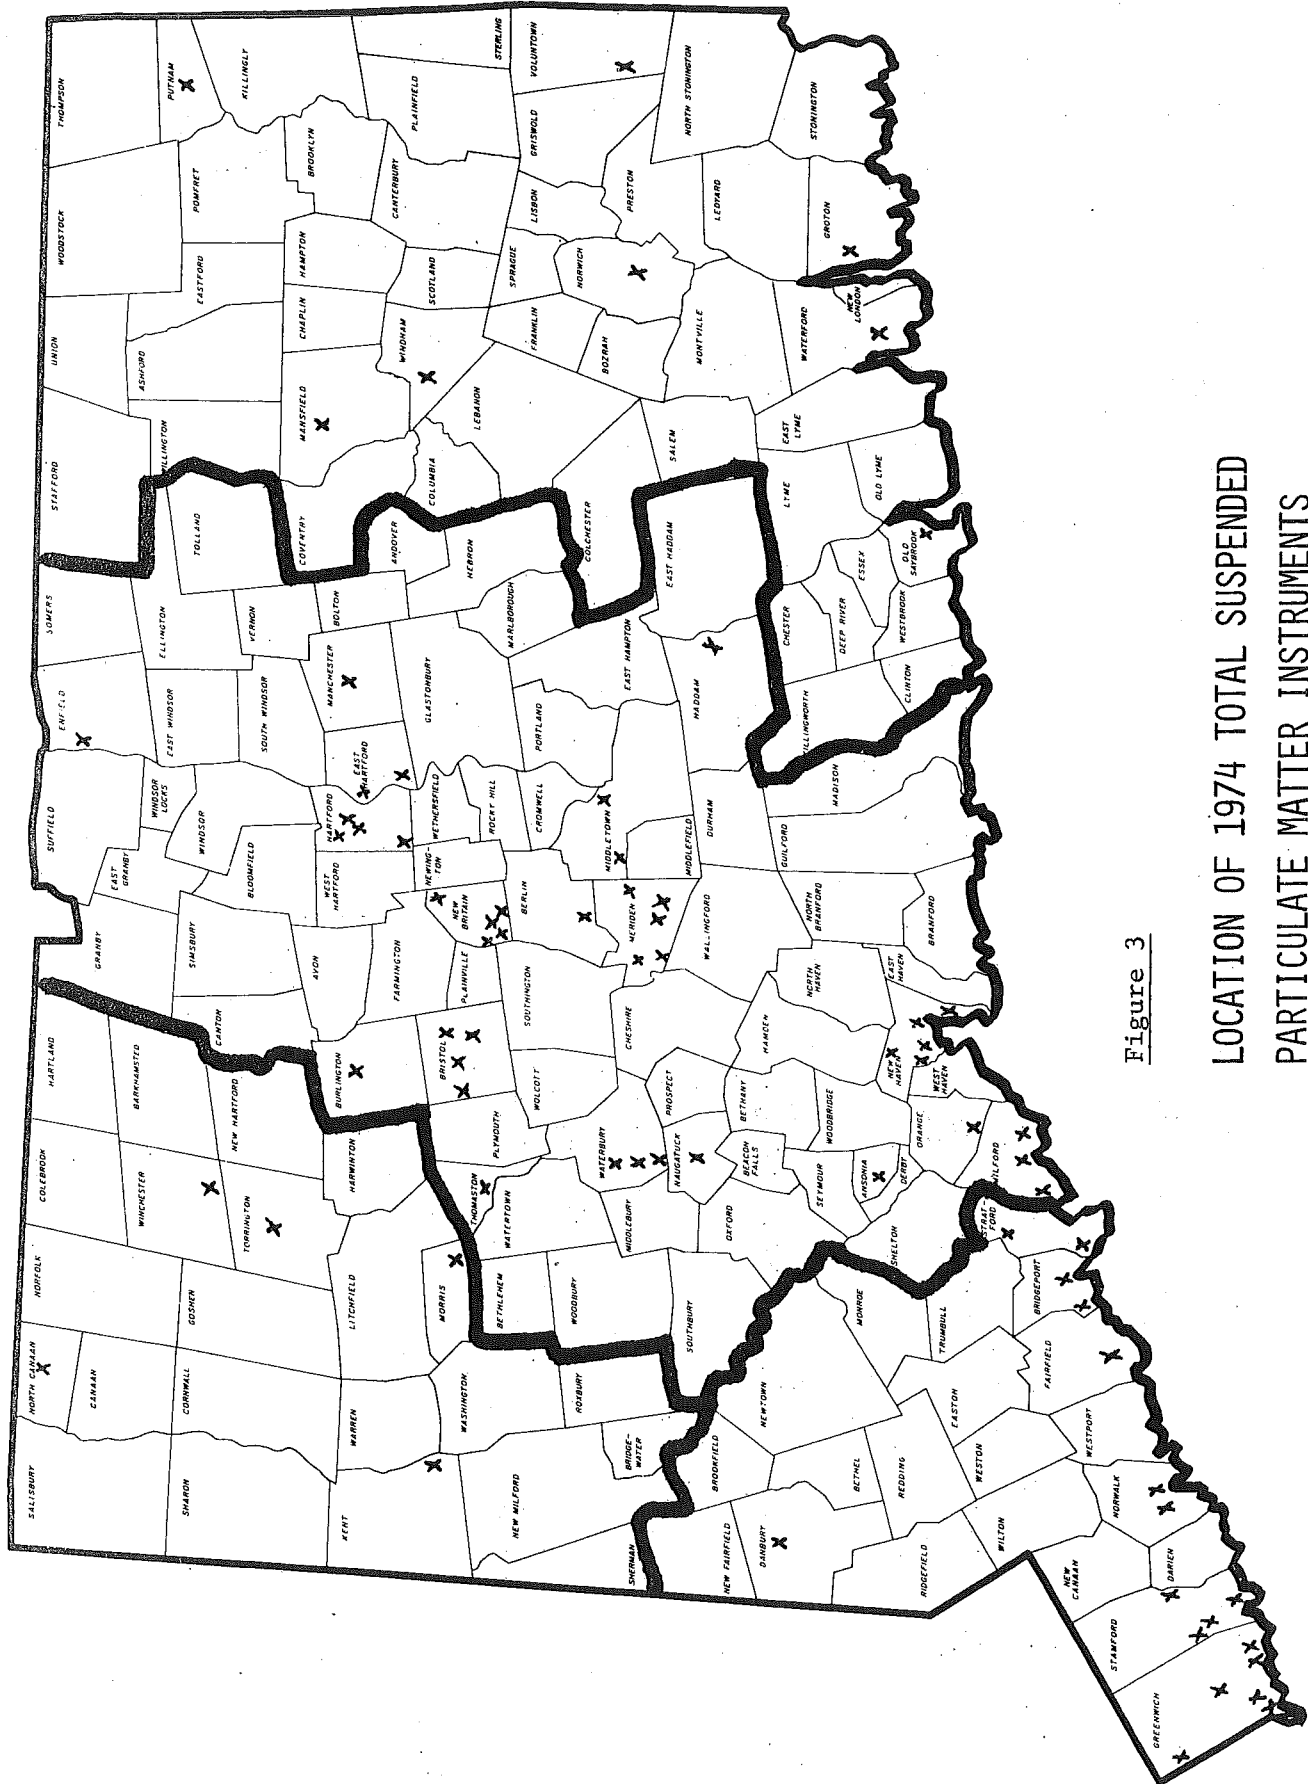 Figure 3
LOCATION OF 1974 TOTAL SUSPENDED
PARTICULATE MATTER INSTRUMENTS
SALISBURY
NORTH CANAAN
NORFOLK
COLEBROOK
HARTLAND
GRANBY
SUFFIELD
SOMERS
STAFFORD
UNION
WOODSTOCK
THOMPSON
CANAAN
WINCHESTER
BARKHAMSTED
EAST
GRANBY
WINDSOR
LOCKS
EAST WINDSOR
ELLINGTON
ASHFORD
EASTFORD
POMFRET
PUTNAM
SHARON
CORNWALL
GOSHEN
TORRINGTON
NEW HARTFORD
CANTON
SIMSBURY
BLOOMFIELD
WINDSOR
SOUTH WINDSOR
VERNON
TOLLAND
KILLINGLY
KENT
WARREN
LITCHFIELD
HARWINTON
BURLINGTON
AVON
WEST
HARTFORD
HARTFORD
EAST
HARTFORD
MANCHESTER
BOLTON
COVENTRY
MANSFIELD
CHAPLIN
HAMPTON
BROOKLYN
MORRIS
THOMASTON
PLYMOUTH
BRISTOL
FARMINGTON
PLAINVILLE
NEW
BRITAIN
NEWING-
TON
WETHERSFIELD
GLASTONBURY
ANDOVER
COLUMBIA
WINDHAM
SCOTLAND
CANTERBURY
PLAINFIELD
STERLING
NEW MILFORD
WASHINGTON
BETHLEHEM
WATERTOWN
WOLCOTT
SOUTHINGTON
BERLIN
ROCKY HILL
CROMWELL
PORTLAND
MARLBOROUGH
HEBRON
LEBANON
FRANKLIN
SPRAGUE
LISBON
GRISWOLD
VOLUNTOWN
SHERMAN
BRIDGE-
WATER
ROXBURY
WOODBURY
MIDDLEBURY
WATERBURY
CHESHIRE
MERIDEN
MIDDLETOWN
EAST HAMPTON
COLCHESTER
BOZRAH
NORWICH
PRESTON
NEW FAIRFIELD
BROOKFIELD
SOUTHBURY
OXFORD
NAUGATUCK
PROSPECT
WALLINGFORD
MIDDLEFIELD
DURHAM
HADDAM
EAST HADDAM
SALEM
MONTVILLE
LEDYARD
NORTH STONINGTON
DANBURY
NEWTOWN
SEYMOUR
BEACON
FALLS
BETHANY
HAMDEN
NORTH
HAVEN
NORTH
BRANFORD
GUILFORD
CHESTER
LYME
EAST
LYME
WATERFORD
STONINGTON
BETHEL
MONROE
SHELTON
ANSONIA
DERBY
WOODBRIDGE
NEW
HAVEN
EAST
HAVEN
BRANFORD
MADISON
DEEP RIVER
ESSEX
OLD LYME
NEW
LONDON
GROTON
RIDGEFIELD
REDDING
EASTON
TRUMBULL
ORANGE
WEST
HAVEN
CLINTON
WESTBROOK
OLD
SAYBROOK
WILTON
WESTON
FAIRFIELD
BRIDGEPORT
STRAT-
FORD
NEW
CANAAN
NORWALK
WESTPORT
STAMFORD
DARIEN
GREENWICH